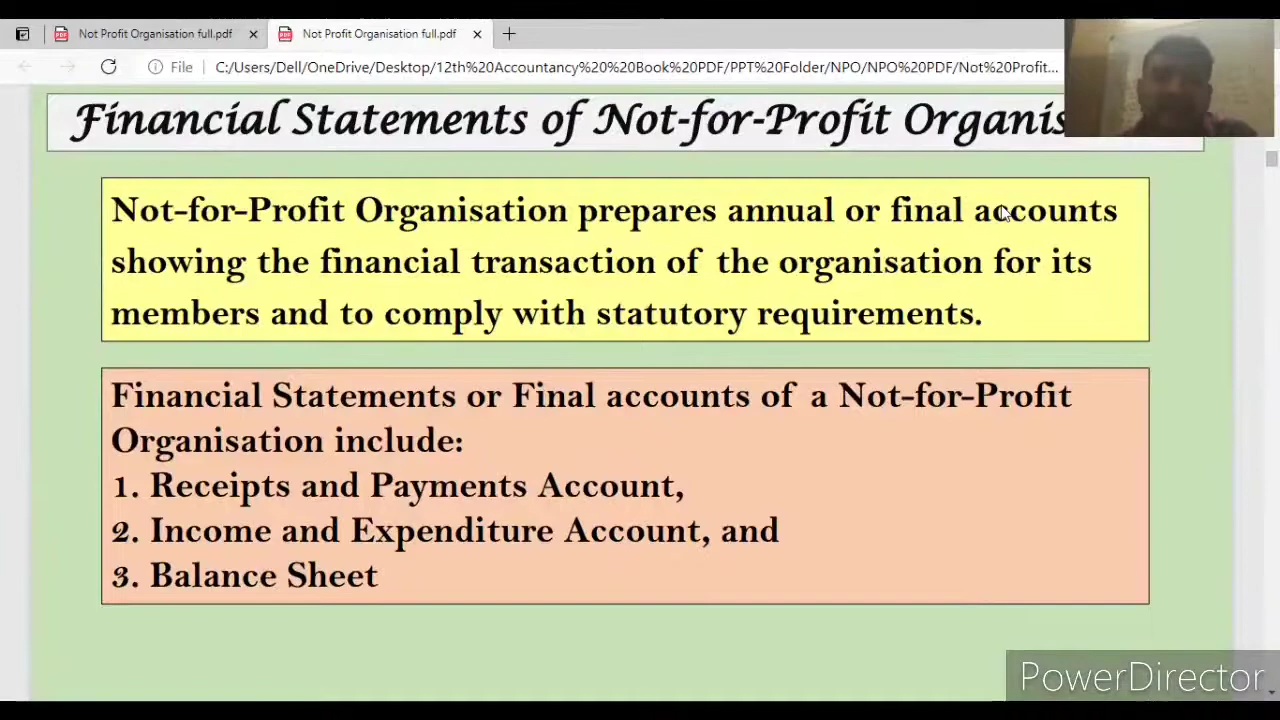 Not Profit Organisation full.pdf
Not Profit Organisation full.pdf
File
C:/Users/Dell/OneDrive/Desktop/12th%20Accountancy%20%20Book%20PDF/PPT%20Folder/NPO/NPO%20PDF/Not%20Profit...
Financial Statements of Not-for-Profit Organis
Not-for-Profit Organisation prepares annual or final accounts
showing the financial transaction of the organisation for its
members and to comply with statutory requirements.
Financial Statements or Final accounts of a Not-for-Profit
Organisation include:
1. Receipts and Payments Account,
2. Income and Expenditure Account, and
3. Balance Sheet
PowerDirector